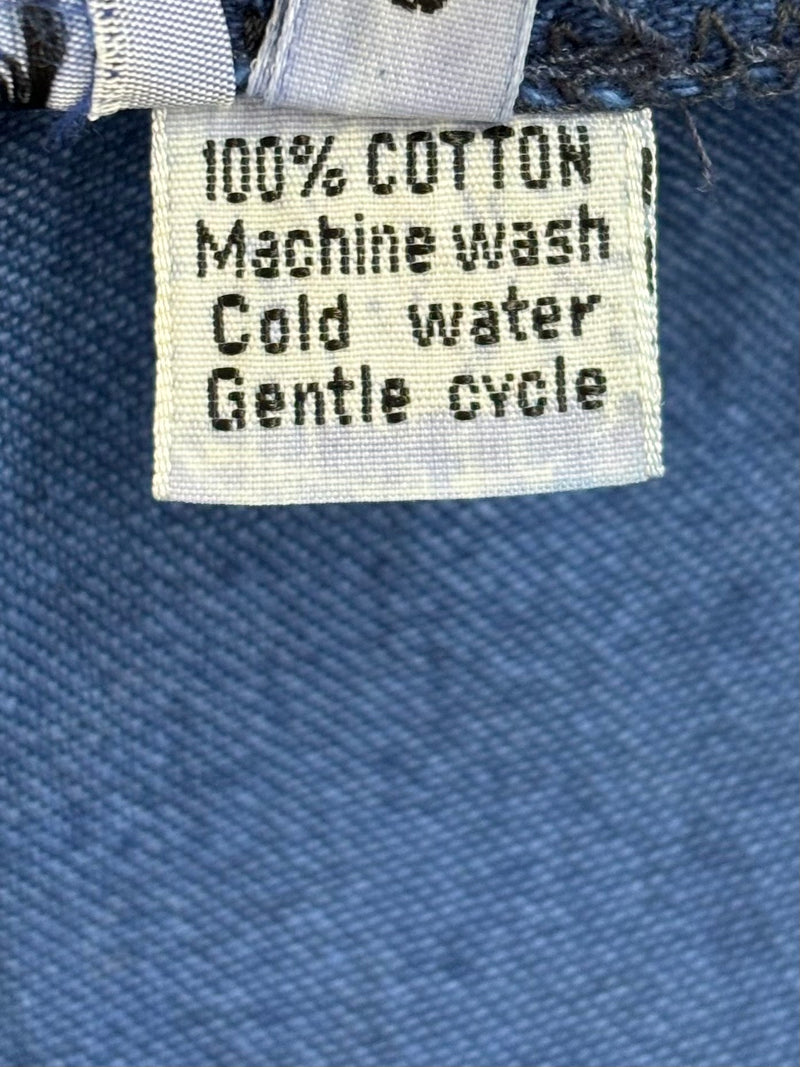 100% COTTON
Machine wash
Cold water
Gentle cycle